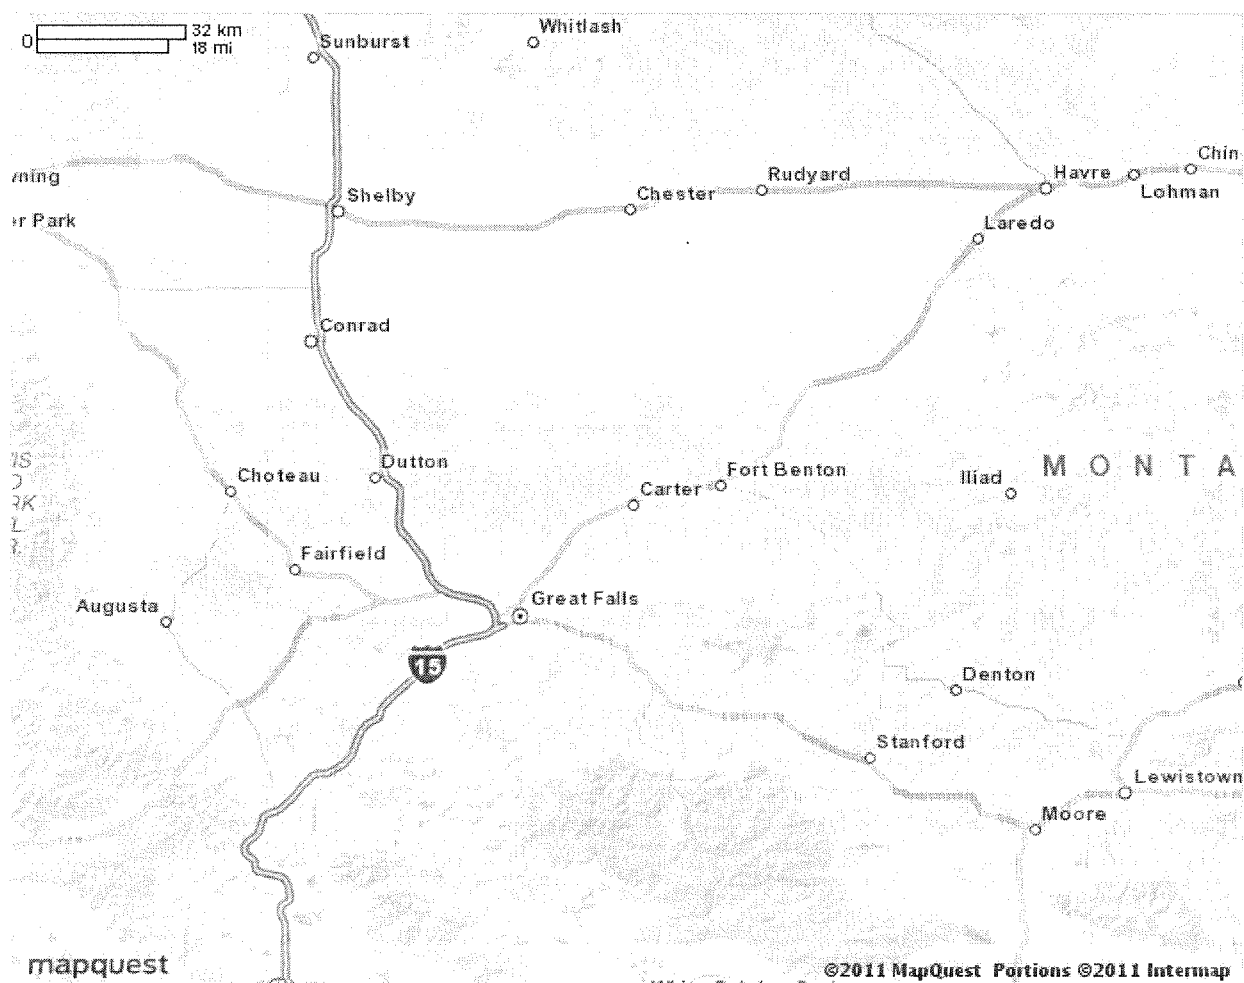 0
32 km
18 mi
Whitlash
Sunburst
Chin
Rudyard
Havre
Lohman
Chester
Shelby
ning
r Park
Laredo
Conrad
Dutton
Choteau
Fort Benton
Carter
Iliad
MONTA
RK
L
Fairfield
Augusta
Great Falls
15
Denton
Stanford
Lewistown
Moore
mapquest
©2011 MapQuest Portions ©2011 Intermap